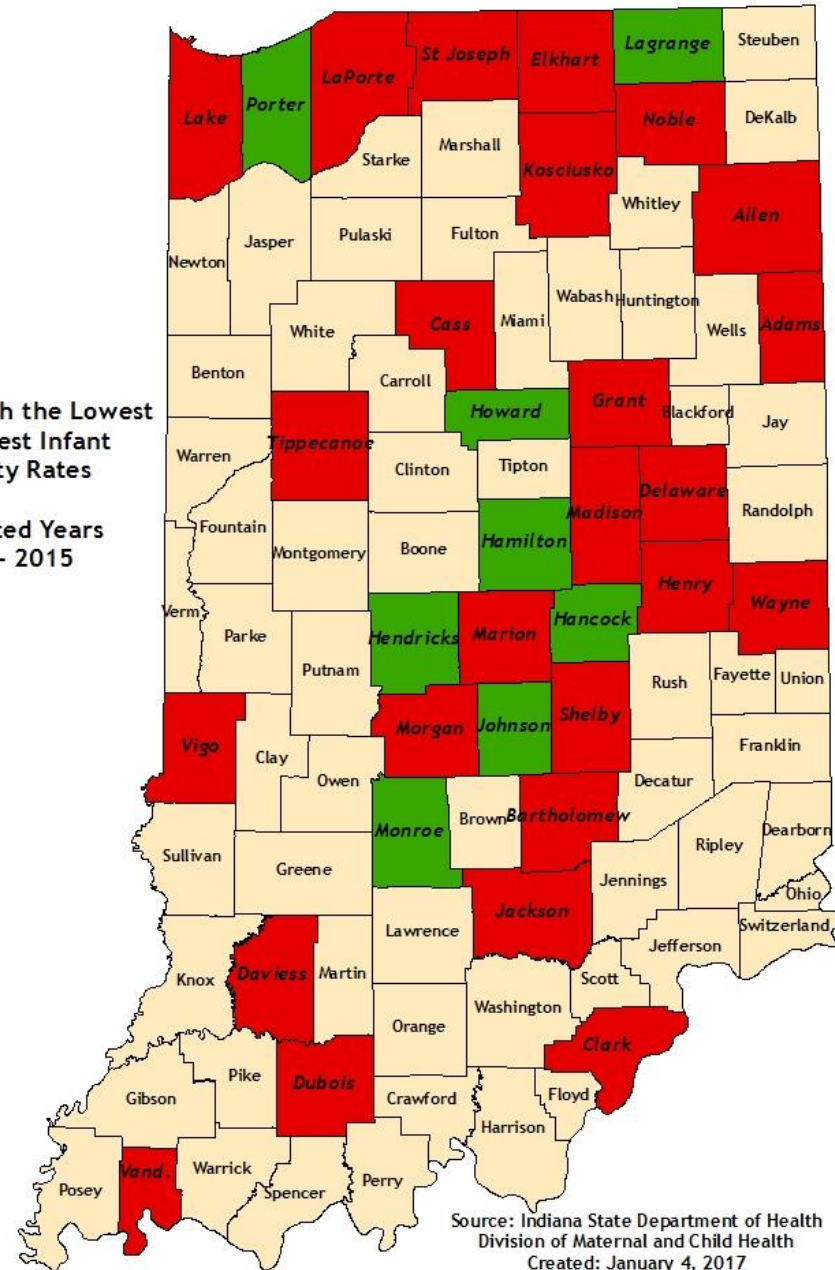 Lagrange
Steuben
St Joseph
Elkhart
LaPorte
Porter
Lake
Noble
DeKalb
Marshall
Starke
Kosciusko
Whitley
Allen
Pulaski
Fulton
Jasper
Newton
Wabash
Huntington
Miami
Cass
White
Wells
Adams
Benton
Carroll
Grant
Howard
Blackford
Jay
h the Lowest
est Infant
ty Rates
Tippecanoe
Warren
Clinton
Tipton
Delaware
Madison
Randolph
ted Years
- 2015
Fountain
Montgomery
Boone
Hamilton
Henry
Wayne
Verm
Parke
Hendricks
Marion
Hancock
Putnam
Rush
Fayette
Union
Vigo
Morgan
Johnson
Shelby
Franklin
Clay
Owen
Decatur
Monroe
Brown
Bartholomew
Ripley
Dearborn
Sullivan
Greene
Jennings
Ohio
Jackson
Switzerland
Lawrence
Jefferson
Knox
Daviess
Martin
Scott
Washington
Orange
Clark
Pike
Dubois
Gibson
Crawford
Floyd
Harrison
Vand.
Warrick
Posey
Spencer
Perry
Source: Indiana State Department of Health
Division of Maternal and Child Health
Created: January 4, 2017